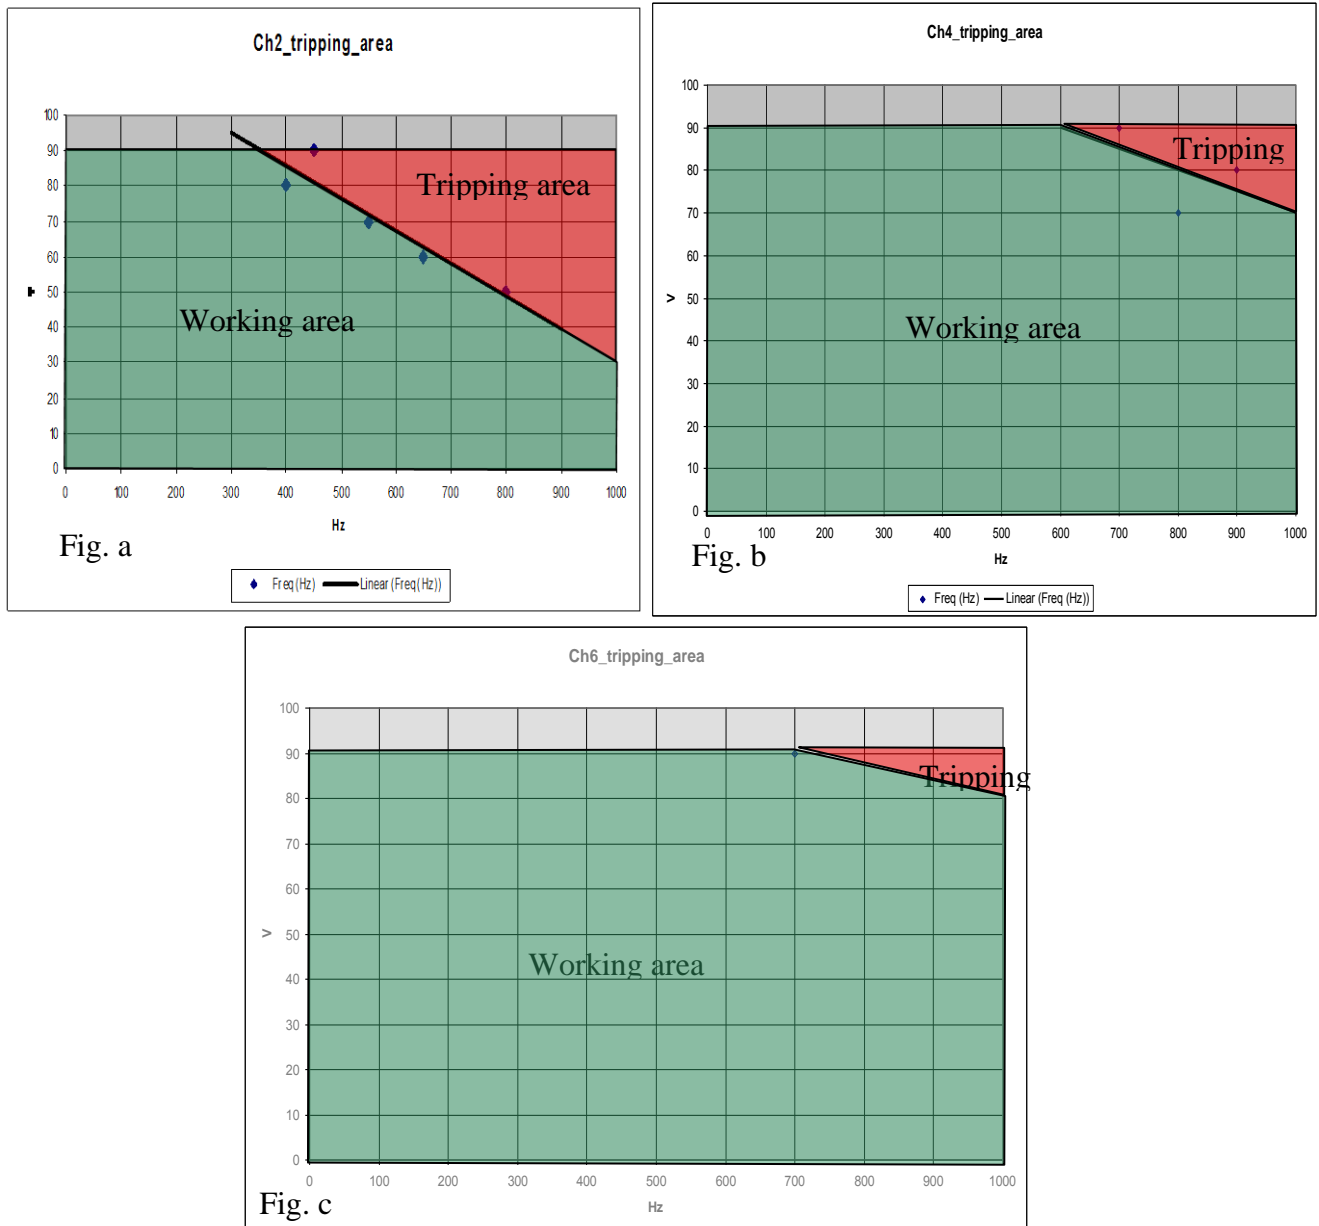 Ch2_tripping_area
100
90
80
70
60
50
40
30
20
10
0
Tripping area
Working area
0 100 200 300 400 500 600 700 800 900 1000
Hz
Fig. a
Freq (Hz) Linear (Freq (Hz))
Ch4_tripping_area
100
90
80
70
60
50
40
30
20
10
0
V
Tripping
Working area
0 100 200 300 400 500 600 700 800 900 1000
Hz
Fig. b
Freq (Hz) Linear (Freq (Hz))
Ch6_tripping_area
100
90
80
70
60
50
40
30
20
10
0
V
Tripping
Working area
0 100 200 300 400 500 600 700 800 900 1000
Hz
Fig. c